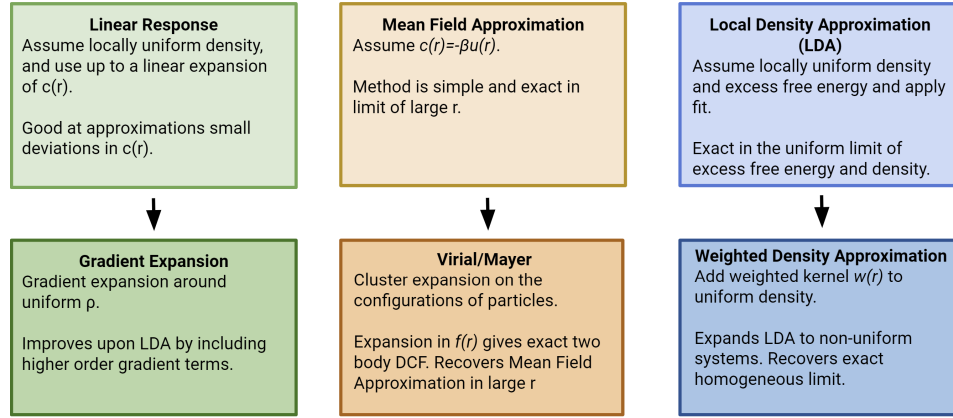 Linear Response
Assume locally uniform density,
and use up to a linear expansion
of c(r).
Good at approximations small
deviations in c(r).
Mean Field Approximation
Assume c(r)=-βu(r).
Method is simple and exact in
limit of large r.
Local Density Approximation
(LDA)
Assume locally uniform density
and excess free energy and apply
fit.
Exact in the uniform limit of
excess free energy and density.
Gradient Expansion
Gradient expansion around
uniform ρ.
Improves upon LDA by including
higher order gradient terms.
Virial/Mayer
Cluster expansion on the
configurations of particles.
Expansion in f(r) gives exact two
body DCF. Recovers Mean Field
Approximation in large r
Weighted Density Approximation
Add weighted kernel w(r) to
uniform density.
Expands LDA to non-uniform
systems. Recovers exact
homogeneous limit.